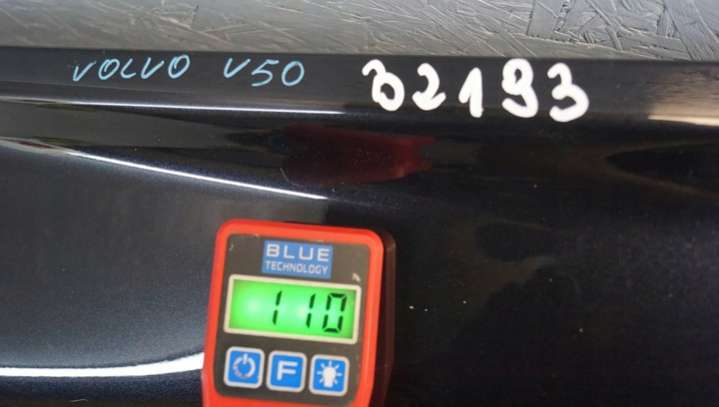 VOLVO V50 32193
BLUE
TECHNOLOGY
110
F